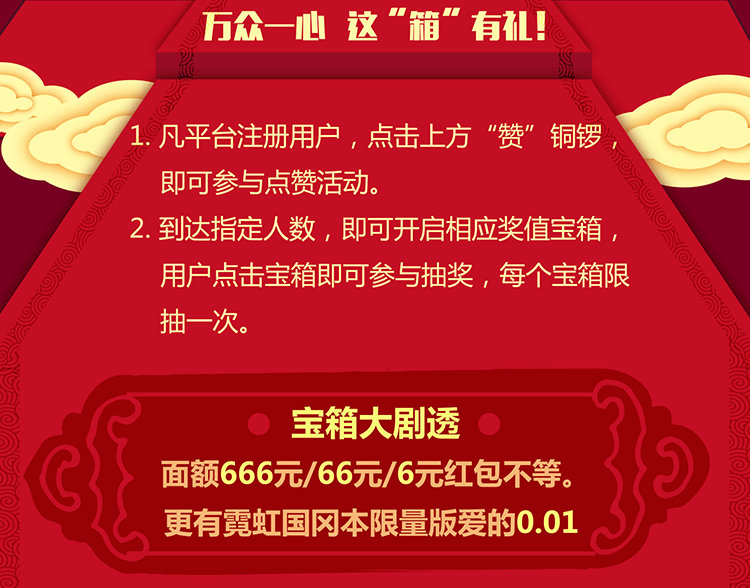 万众一心 这“箱”有礼！
1. 凡平台注册用户，点击上方“赞”铜锣，
即可参与点赞活动。
2. 到达指定人数，即可开启相应奖值宝箱，
用户点击宝箱即可参与抽奖，每个宝箱限
抽一次。
宝箱大剧透
面额666元/66元/6元红包不等。
更有霓虹国冈本限量版爱的0.01